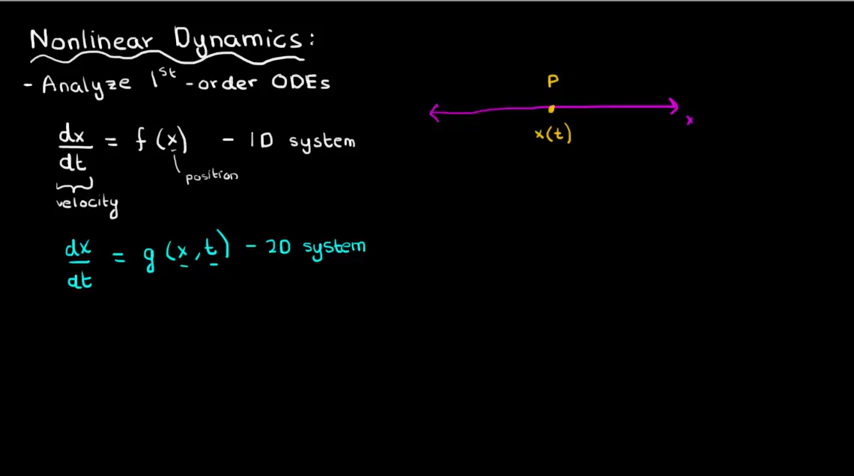 Nonlinear Dynamics:
- Analyze 1st-order ODEs
dx/dt = f(x) - 1D system
position
velocity
dx/dt = g(x,t) - 2D system
P
x(t)
x